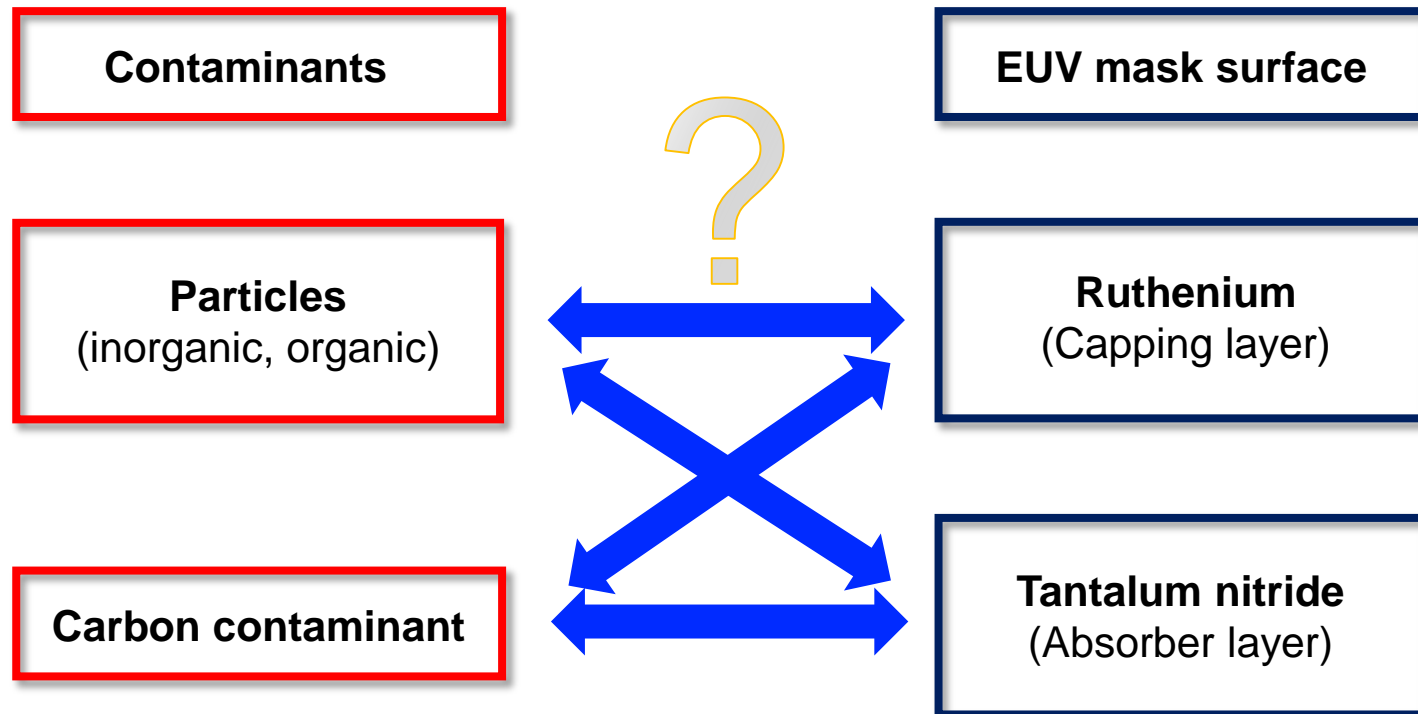 Contaminants
EUV mask surface
?
Particles
(inorganic, organic)
Ruthenium
(Capping layer)
Carbon contaminant
Tantalum nitride
(Absorber layer)